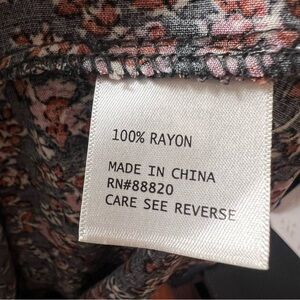 100% RAYON
MADE IN CHINA
RN#88820
CARE SEE REVERSE